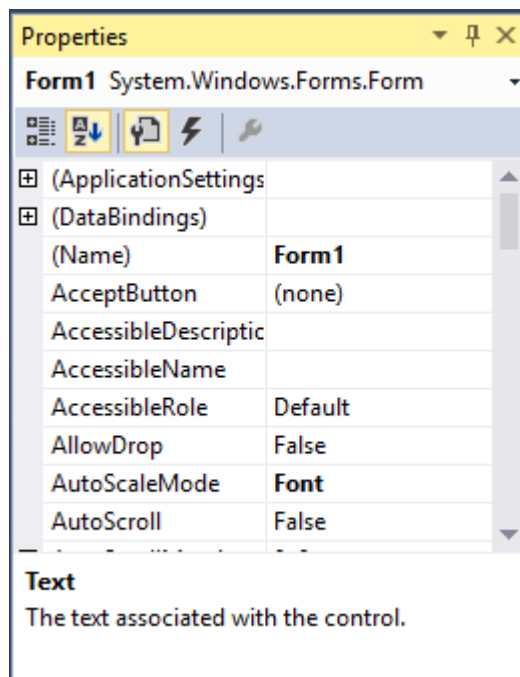 Properties
Form1 System.Windows.Forms.Form
(ApplicationSettings
(DataBindings)
(Name) Form1
AcceptButton (none)
AccessibleDescriptic
AccessibleName
AccessibleRole Default
AllowDrop False
AutoScaleMode Font
AutoScroll False
Text
The text associated with the control.